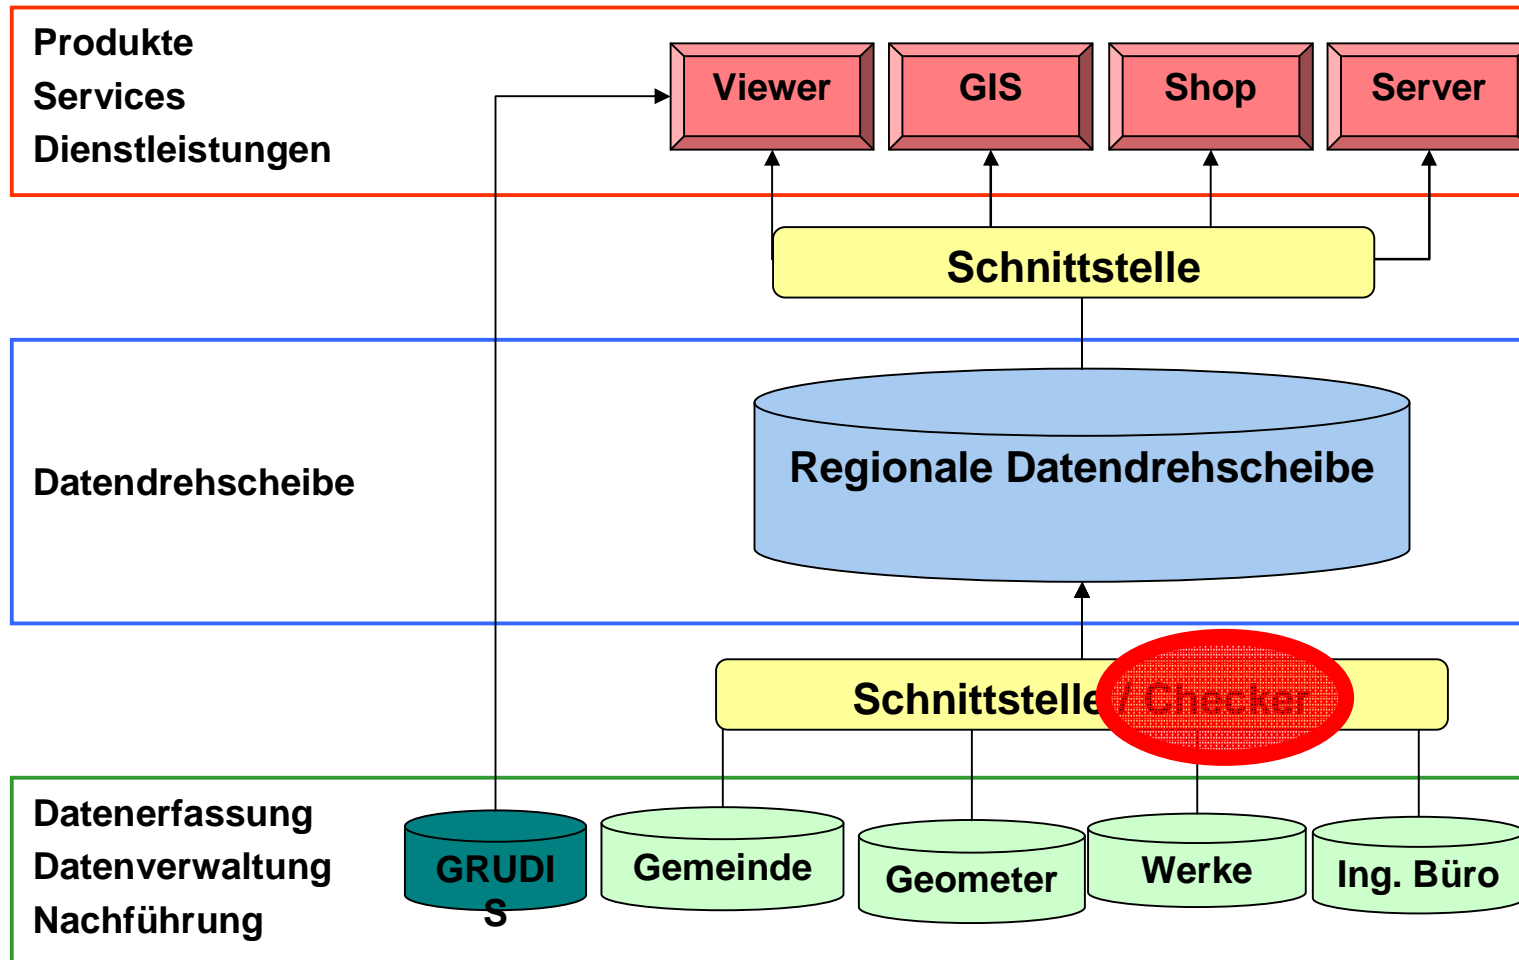 Produkte
Services
Dienstleistungen
Viewer
GIS
Shop
Server
Schnittstelle
Datendrehscheibe
Regionale Datendrehscheibe
Schnittstelle / Checker
Datenerfassung
Datenverwaltung
Nachführung
GRUDI
S
Gemeinde
Geometer
Werke
Ing. Büro